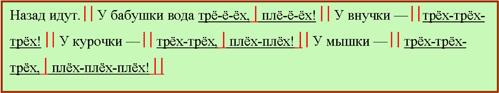 Назад идут.|| У бабушки вода трё-ё-ёх,| плё-ё-ёх!|| У внучки —|| трёх-трёх-
трёх!|| У курочки —|| трёх-трёх,| плёх-плёх!|| У мышки —|| трёх-трёх-
трёх,| плёх-плёх-плёх!||